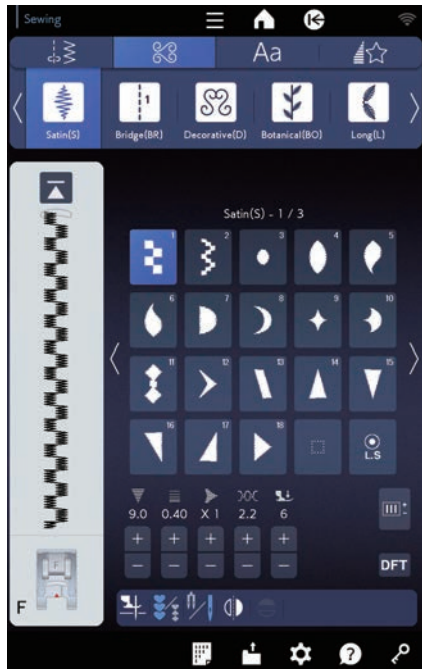 Sewing
Aa
Satin(S) Bridge(BR) Decorative(D) Botanical(BO) Long(L)
1
Satin(S) - 1 / 3
1 2 3 4 5
6 7 8 9 10
11 12 13 14 15
16 17 18
L.S
9.0 0.40 X 1 2.2 6
+ + + + +
− − − − −
DFT
F
F
?